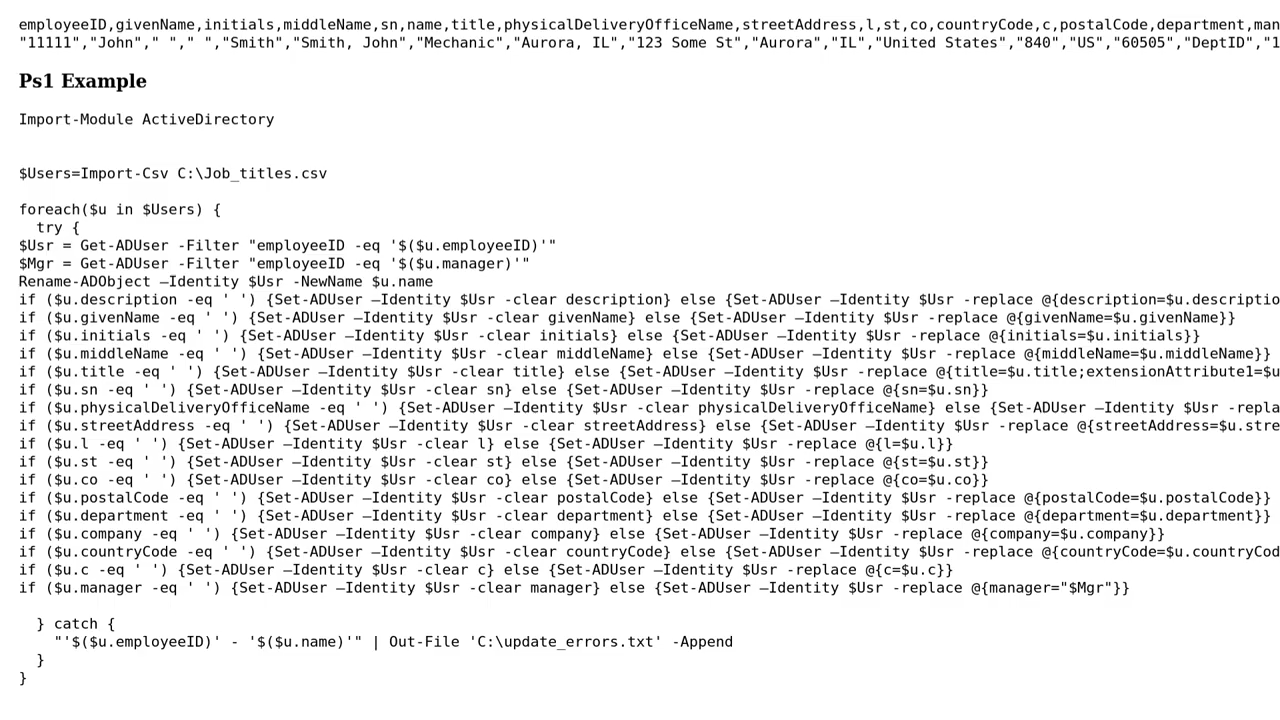 employeeID,givenName,initials,middleName,sn,name,title,physicalDeliveryOfficeName,streetAddress,l,st,co,countryCode,c,postalCode,department,man
"11111","John"," "," ","Smith","Smith, John","Mechanic","Aurora, IL","123 Some St","Aurora","IL","United States","840","US","60505","DeptID","1
Ps1 Example
Import-Module ActiveDirectory
$Users=Import-Csv C:\Job_titles.csv
foreach($u in $Users) {
try {
$Usr = Get-ADUser -Filter "employeeID -eq '$($u.employeeID)'"
$Mgr = Get-ADUser -Filter "employeeID -eq '$($u.manager)'"
Rename-ADObject –Identity $Usr -NewName $u.name
if ($u.description -eq ' ') {Set-ADUser –Identity $Usr -clear description} else {Set-ADUser –Identity $Usr -replace @{description=$u.descriptio
if ($u.givenName -eq ' ') {Set-ADUser –Identity $Usr -clear givenName} else {Set-ADUser –Identity $Usr -replace @{givenName=$u.givenName}}
if ($u.initials -eq ' ') {Set-ADUser –Identity $Usr -clear initials} else {Set-ADUser –Identity $Usr -replace @{initials=$u.initials}}
if ($u.middleName -eq ' ') {Set-ADUser –Identity $Usr -clear middleName} else {Set-ADUser –Identity $Usr -replace @{middleName=$u.middleName}}
if ($u.title -eq ' ') {Set-ADUser –Identity $Usr -clear title} else {Set-ADUser –Identity $Usr -replace @{title=$u.title;extensionAttribute1=$u
if ($u.sn -eq ' ') {Set-ADUser –Identity $Usr -clear sn} else {Set-ADUser –Identity $Usr -replace @{sn=$u.sn}}
if ($u.physicalDeliveryOfficeName -eq ' ') {Set-ADUser –Identity $Usr -clear physicalDeliveryOfficeName} else {Set-ADUser –Identity $Usr -repla
if ($u.streetAddress -eq ' ') {Set-ADUser –Identity $Usr -clear streetAddress} else {Set-ADUser –Identity $Usr -replace @{streetAddress=$u.stre
if ($u.l -eq ' ') {Set-ADUser –Identity $Usr -clear l} else {Set-ADUser –Identity $Usr -replace @{l=$u.l}}
if ($u.st -eq ' ') {Set-ADUser –Identity $Usr -clear st} else {Set-ADUser –Identity $Usr -replace @{st=$u.st}}
if ($u.co -eq ' ') {Set-ADUser –Identity $Usr -clear co} else {Set-ADUser –Identity $Usr -replace @{co=$u.co}}
if ($u.postalCode -eq ' ') {Set-ADUser –Identity $Usr -clear postalCode} else {Set-ADUser –Identity $Usr -replace @{postalCode=$u.postalCode}}
if ($u.department -eq ' ') {Set-ADUser –Identity $Usr -clear department} else {Set-ADUser –Identity $Usr -replace @{department=$u.department}}
if ($u.company -eq ' ') {Set-ADUser –Identity $Usr -clear company} else {Set-ADUser –Identity $Usr -replace @{company=$u.company}}
if ($u.countryCode -eq ' ') {Set-ADUser –Identity $Usr -clear countryCode} else {Set-ADUser –Identity $Usr -replace @{countryCode=$u.countryCod
if ($u.c -eq ' ') {Set-ADUser –Identity $Usr -clear c} else {Set-ADUser –Identity $Usr -replace @{c=$u.c}}
if ($u.manager -eq ' ') {Set-ADUser –Identity $Usr -clear manager} else {Set-ADUser –Identity $Usr -replace @{manager="$Mgr"}}
} catch {
"'$($u.employeeID)' - '$($u.name)'" | Out-File 'C:\update_errors.txt' -Append
}
}